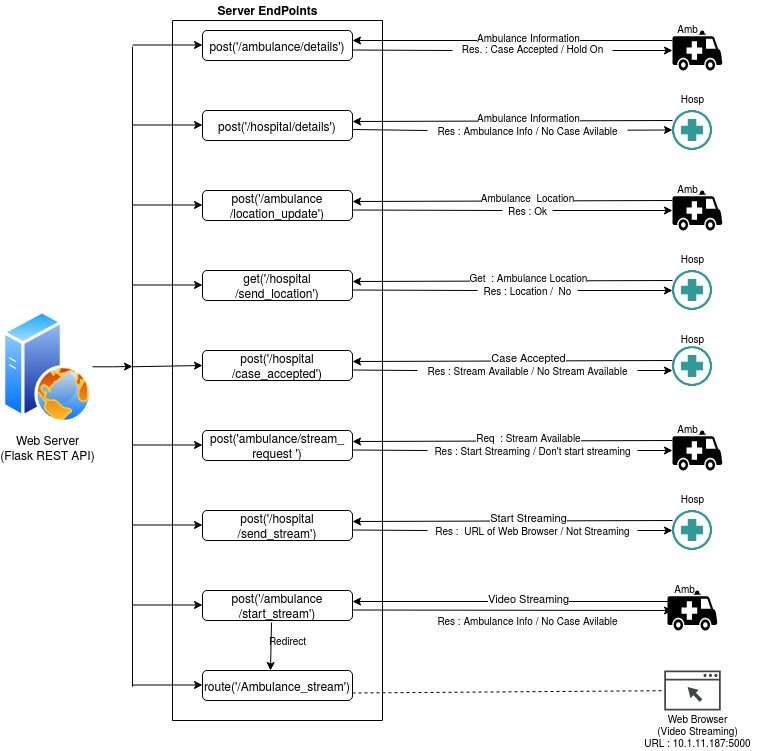 Server EndPoints
Amb
post('/ambulance/details')
Ambulance Information
Res. : Case Accepted / Hold On
Hosp
post('/hospital/details')
Ambulance Information
Res : Ambulance Info / No Case Avilable
Amb
post('/ambulance
/location_update')
Ambulance  Location
Res : Ok
Hosp
get('/hospital
/send_location')
Get  : Ambulance Location
Res : Location /  No
Hosp
post('/hospital
/case_accepted')
Case Accepted
Res : Stream Available / No Stream Available
Web Server
(Flask REST API)
Amb
post('ambulance/stream_
request ')
Req  : Stream Available
Res : Start Streaming / Don't start streaming
Hosp
post('/hospital
/send_stream')
Start Streaming
Res :  URL of Web Browser / Not Streaming
Amb
post('/ambulance
/start_stream')
Video Streaming
Res : Ambulance Info / No Case Avilable
Redirect
route('/Ambulance_stream')
Web Browser
(Video Streaming)
URL : 10.1.11.187:5000